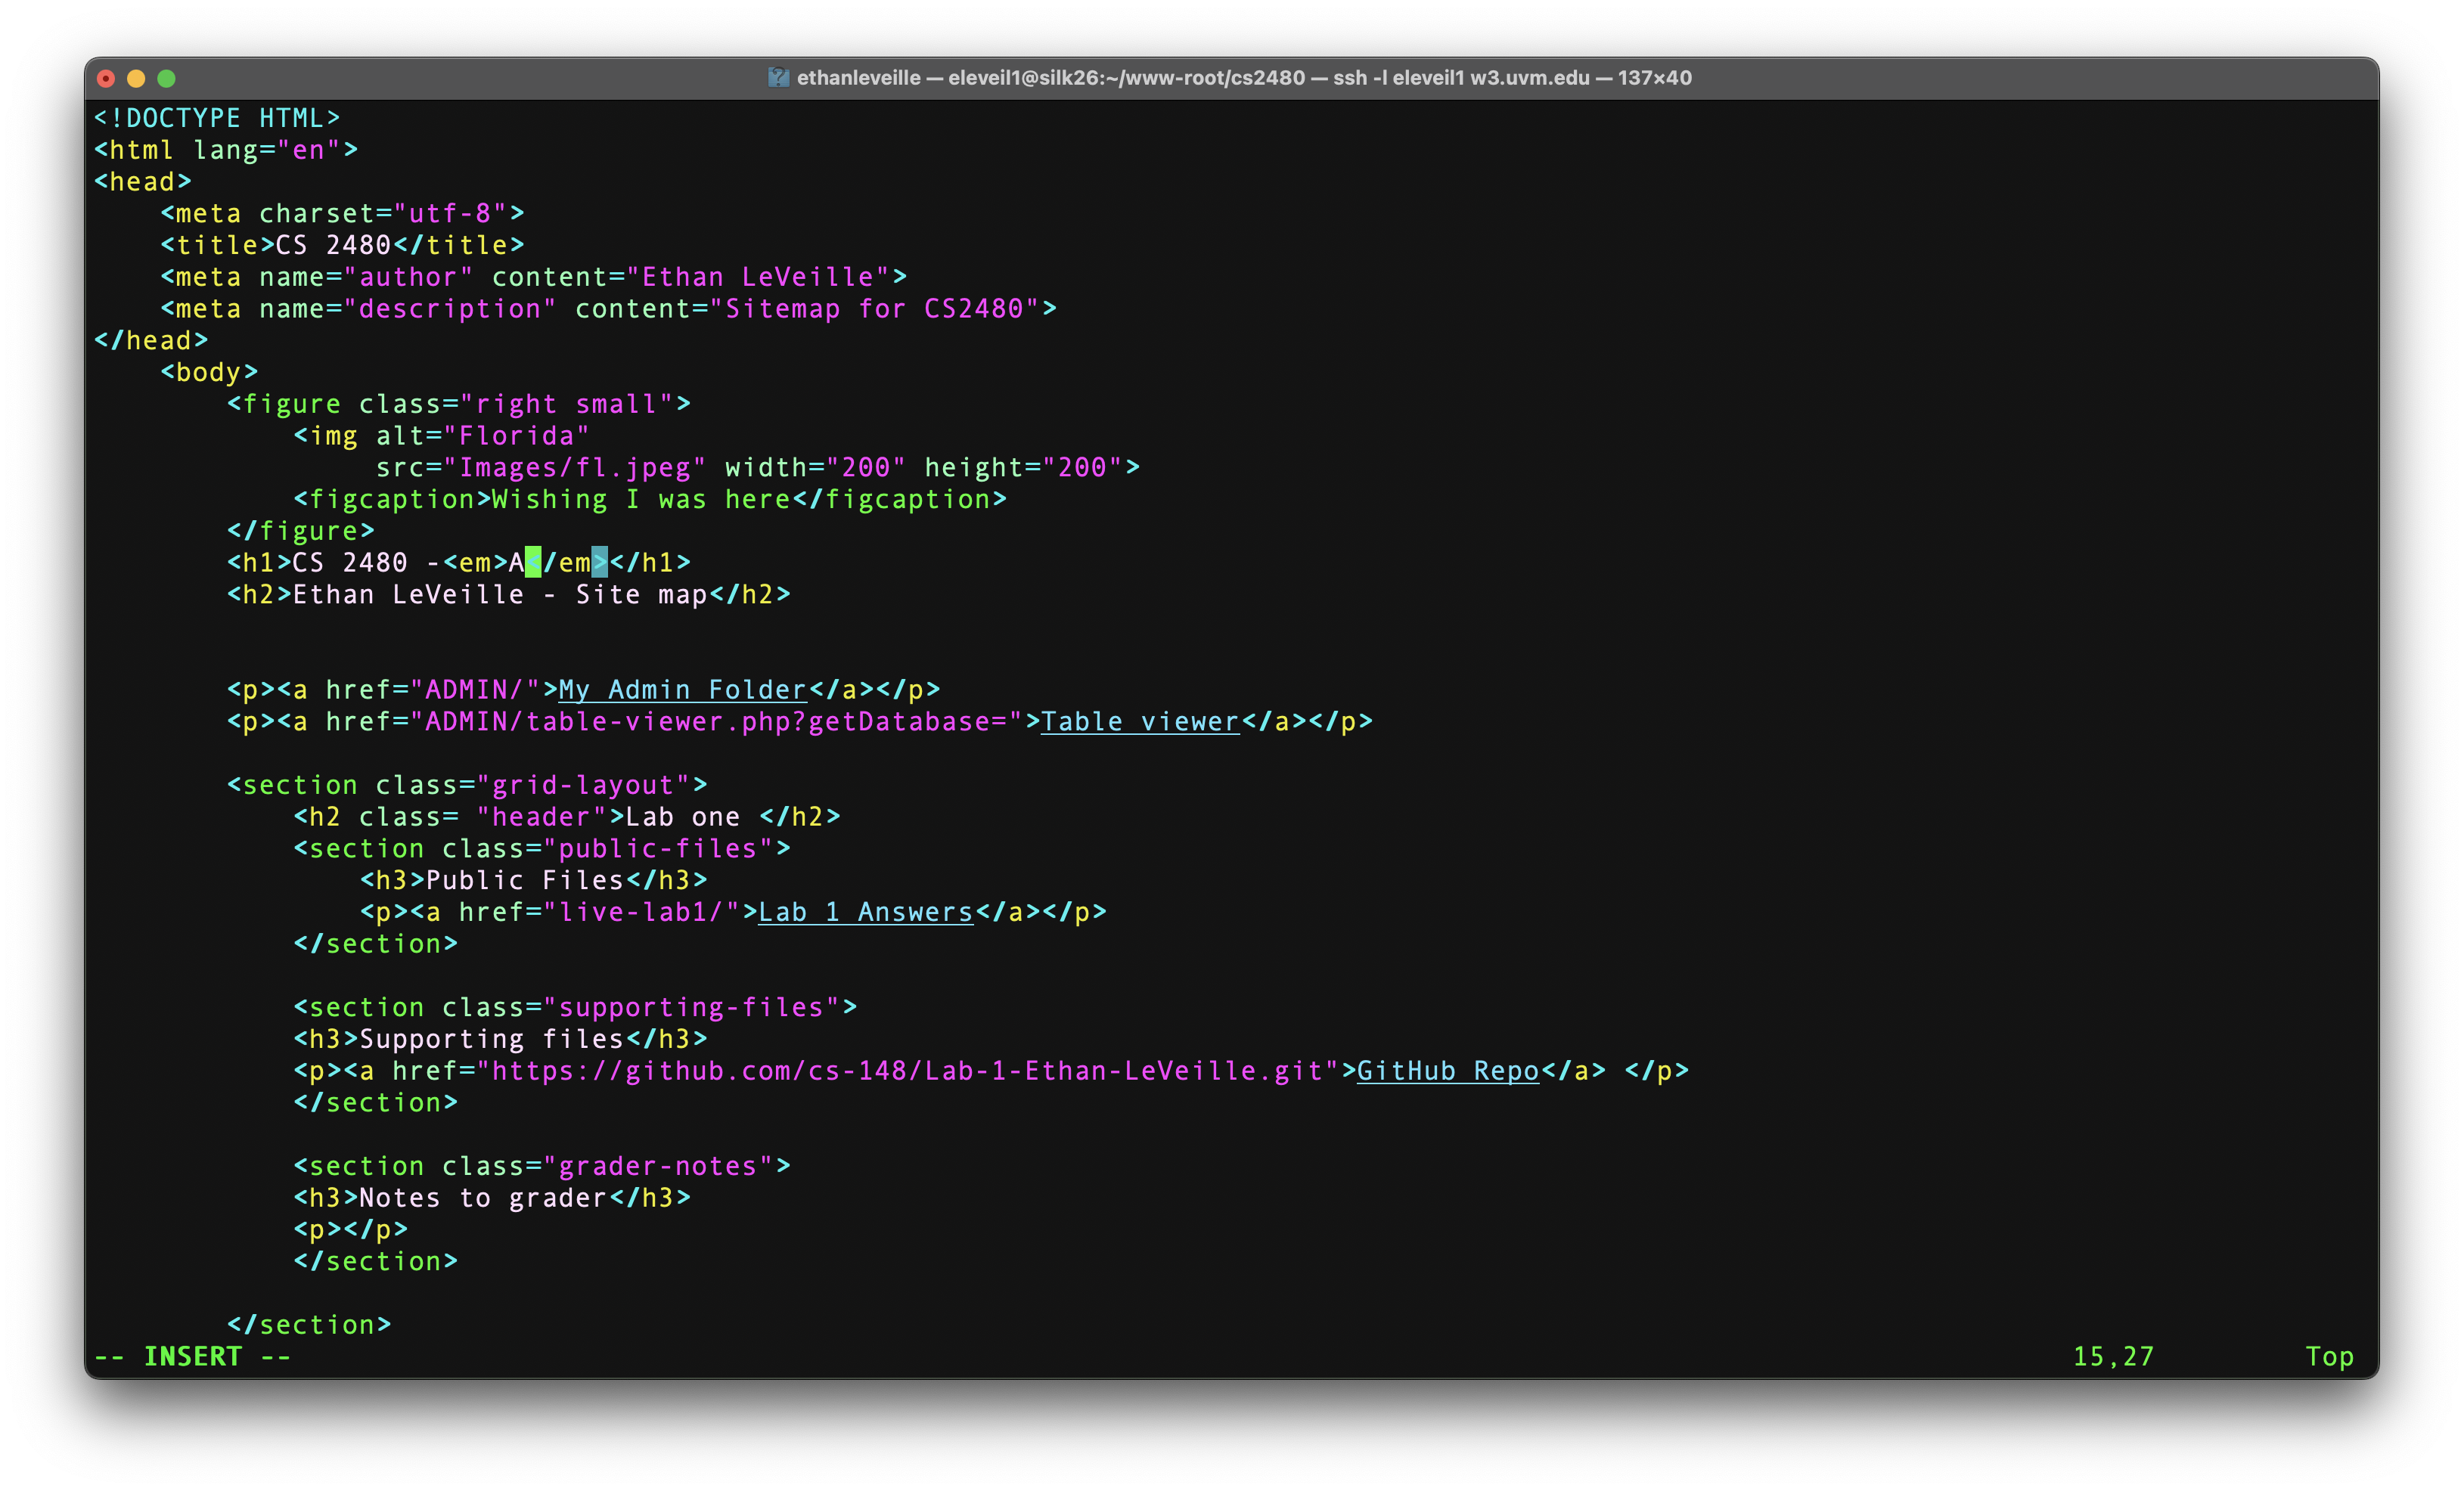 ethanleveille — eleveil1@silk26:~/www-root/cs2480 — ssh -l eleveil1 w3.uvm.edu — 137×40
<!DOCTYPE HTML>
<html lang="en">
<head>
    <meta charset="utf-8">
    <title>CS 2480</title>
    <meta name="author" content="Ethan LeVeille">
    <meta name="description" content="Sitemap for CS2480">
</head>
    <body>
        <figure class="right small">
            <img alt="Florida"
                 src="Images/fl.jpeg" width="200" height="200">
            <figcaption>Wishing I was here</figcaption>
        </figure>
        <h1>CS 2480 -<em>A</em></h1>
        <h2>Ethan LeVeille - Site map</h2>
        <p><a href="ADMIN/">My Admin Folder</a></p>
        <p><a href="ADMIN/table-viewer.php?getDatabase=">Table viewer</a></p>
        <section class="grid-layout">
            <h2 class= "header">Lab one </h2>
            <section class="public-files">
                <h3>Public Files</h3>
                <p><a href="live-lab1/">Lab 1 Answers</a></p>
            </section>
            <section class="supporting-files">
            <h3>Supporting files</h3>
            <p><a href="https://github.com/cs-148/Lab-1-Ethan-LeVeille.git">GitHub Repo</a> </p>
            </section>
            <section class="grader-notes">
            <h3>Notes to grader</h3>
            <p></p>
            </section>
        </section>
-- INSERT -- 15,27 Top